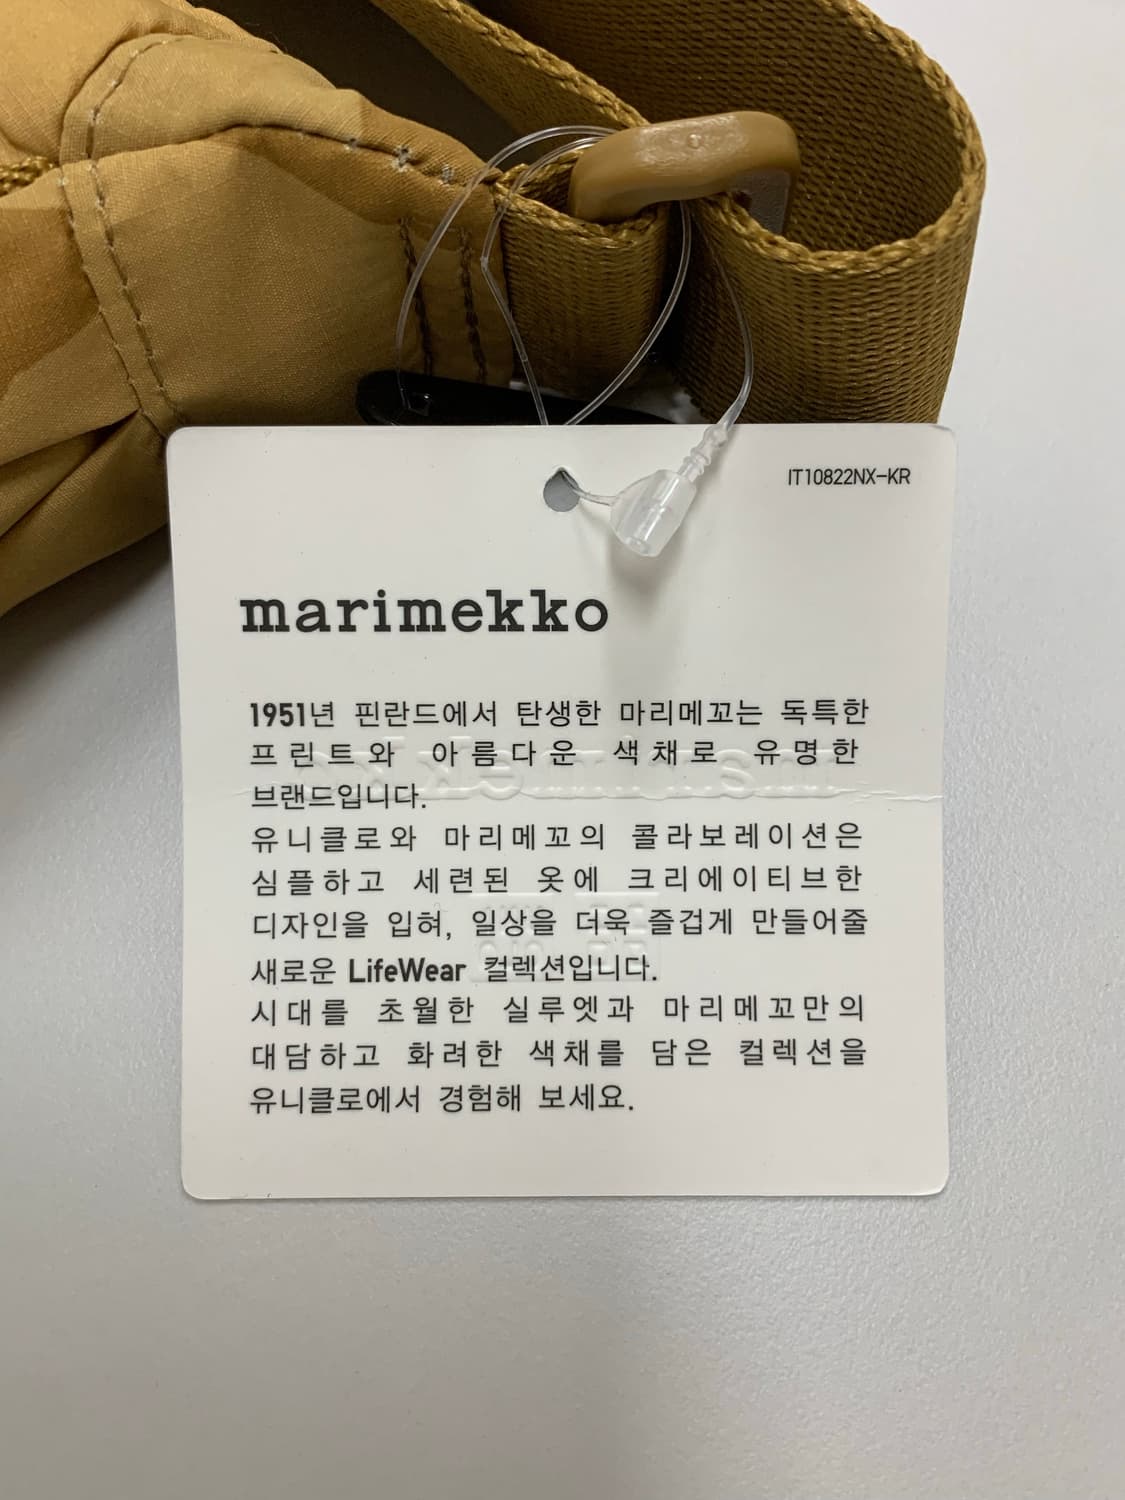 IT10822NX-KR
marimekko
1951년 핀란드에서 탄생한 마리메꼬는 독특한
프린트와 아름다운 색채로 유명한
브랜드입니다.
유니클로와 마리메꼬의 콜라보레이션은
심플하고 세련된 옷에 크리에이티브한
디자인을 입혀, 일상을 더욱 즐겁게 만들어줄
새로운 LifeWear 컬렉션입니다.
시대를 초월한 실루엣과 마리메꼬만의
대담하고 화려한 색채를 담은 컬렉션을
유니클로에서 경험해 보세요.